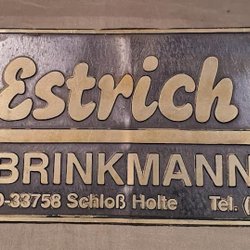 Estrich
BRINKMANN
D-33758 Schloß Holte Tel. (